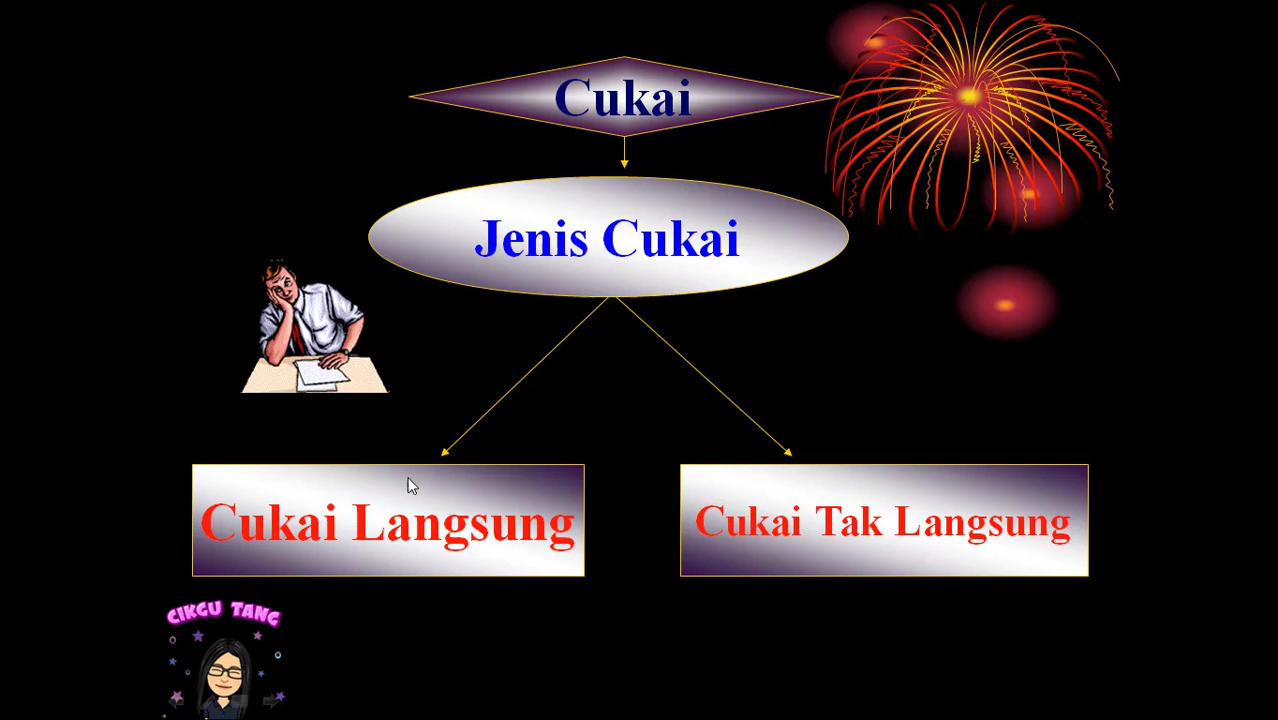 Cukai
Jenis Cukai
Cukai Langsung
Cukai Tak Langsung
CIKGU TANG